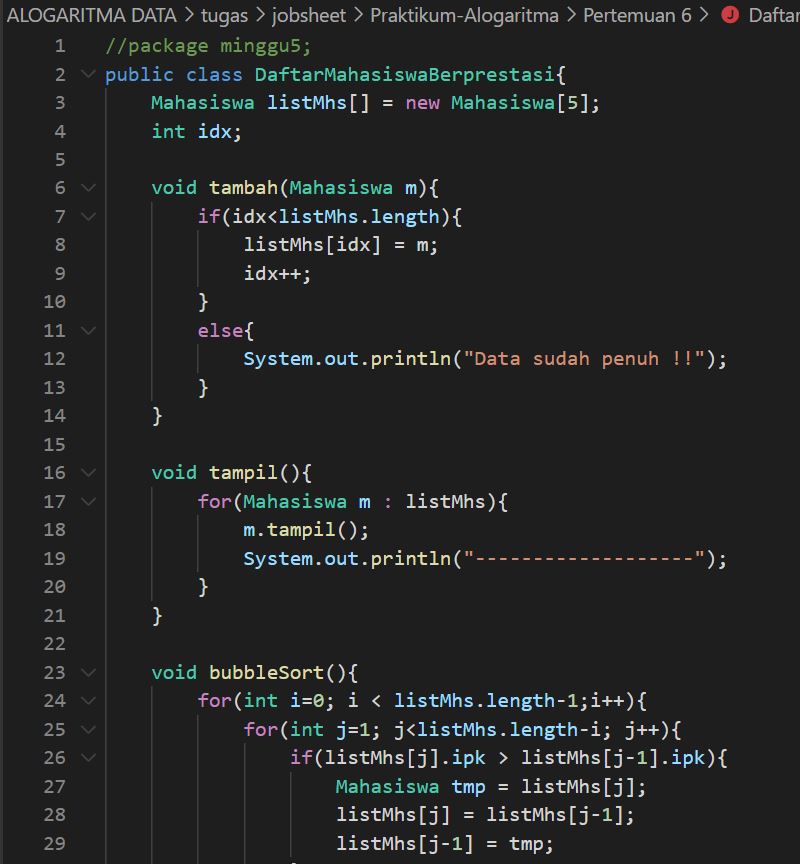 ALOGARITMA DATA > tugas > jobsheet > Praktikum-Alogaritma > Pertemuan 6 > J Daftar
1 //package minggu5;
2 public class DaftarMahasiswaBerprestasi{
3 Mahasiswa listMhs[] = new Mahasiswa[5];
4 int idx;
5
6 void tambah(Mahasiswa m){
7 if(idx<listMhs.length){
8 listMhs[idx] = m;
9 idx++;
10 }
11 else{
12 System.out.println("Data sudah penuh !!");
13 }
14 }
15
16 void tampil(){
17 for(Mahasiswa m : listMhs){
18 m.tampil();
19 System.out.println("-------------------");
20 }
21 }
22
23 void bubbleSort(){
24 for(int i=0; i < listMhs.length-1;i++){
25 for(int j=1; j<listMhs.length-i; j++){
26 if(listMhs[j].ipk > listMhs[j-1].ipk){
27 Mahasiswa tmp = listMhs[j];
28 listMhs[j] = listMhs[j-1];
29 listMhs[j-1] = tmp;